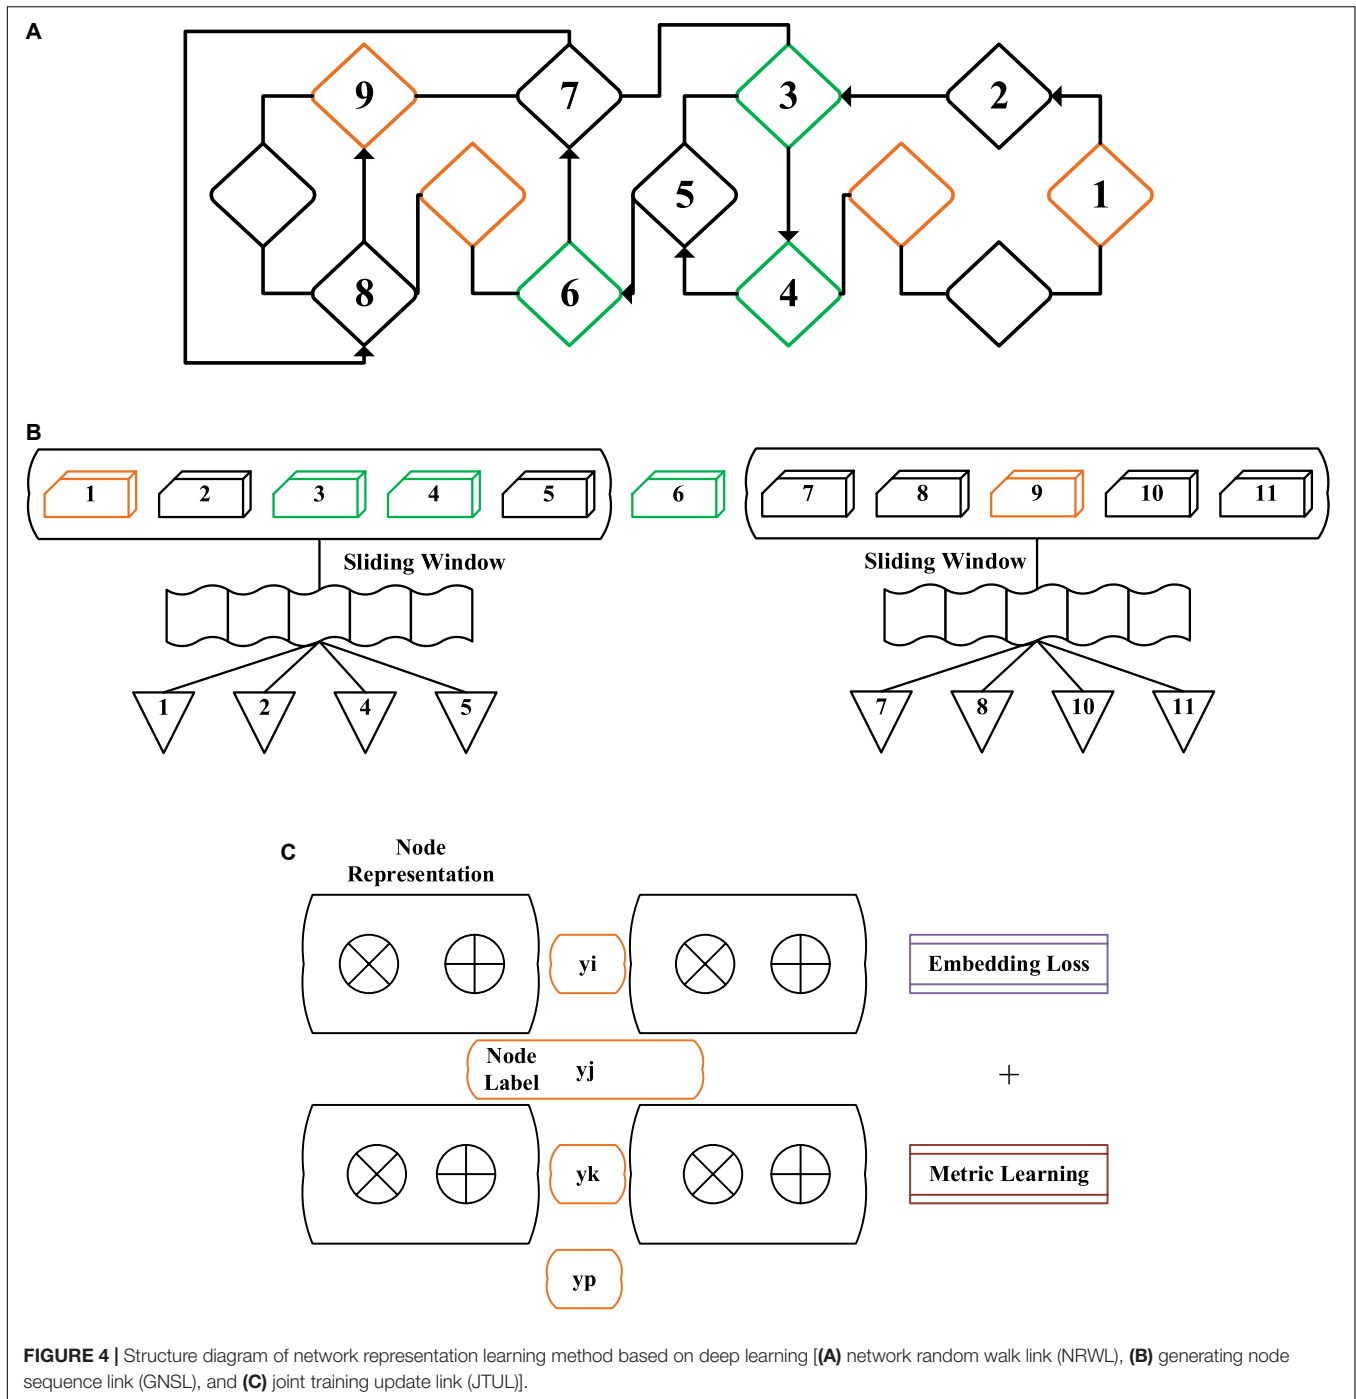 A
9 7 3 2
5 1
8 6 4
B
1 2 3 4 5 6 7 8 9 10 11
Sliding Window Sliding Window
1 2 4 5 7 8 10 11
C
Node
Representation
yi
Embedding Loss
Node
Label
yj
+
yk
Metric Learning
yp
FIGURE 4 | Structure diagram of network representation learning method based on deep learning [(A) network random walk link (NRWL), (B) generating node
sequence link (GNSL), and (C) joint training update link (JTUL)].